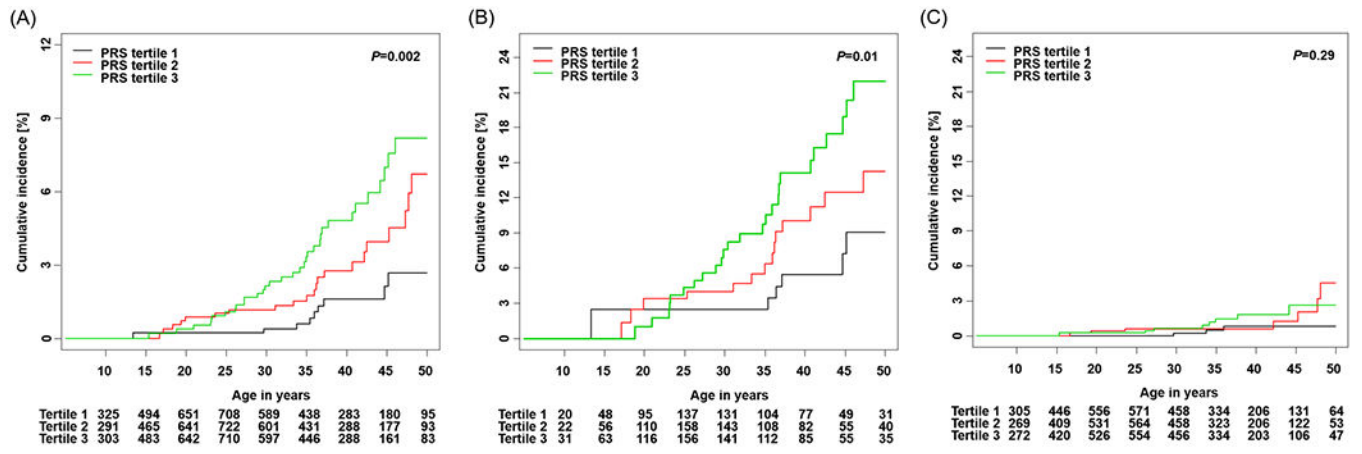 (A)
12
9
6
3
0
Cumulative incidence [%]
PRS tertile 1
PRS tertile 2
PRS tertile 3
P=0.002
10 15 20 25 30 35 40 45 50
Age in years
Tertile 1 325 494 651 708 589 438 283 180 95
Tertile 2 291 465 641 722 601 431 288 177 93
Tertile 3 303 483 642 710 597 446 288 161 83
(B)
24
21
18
15
12
9
6
3
0
Cumulative incidence [%]
PRS tertile 1
PRS tertile 2
PRS tertile 3
P=0.01
10 15 20 25 30 35 40 45 50
Age in years
Tertile 1 20 48 95 137 131 104 77 49 31
Tertile 2 22 56 110 158 143 108 82 55 40
Tertile 3 31 63 116 156 141 112 85 55 35
(C)
24
21
18
15
12
9
6
3
0
Cumulative incidence [%]
PRS tertile 1
PRS tertile 2
PRS tertile 3
P=0.29
10 15 20 25 30 35 40 45 50
Age in years
Tertile 1 305 446 556 571 458 334 206 131 64
Tertile 2 269 409 531 564 458 323 206 122 53
Tertile 3 272 420 526 554 456 334 203 106 47